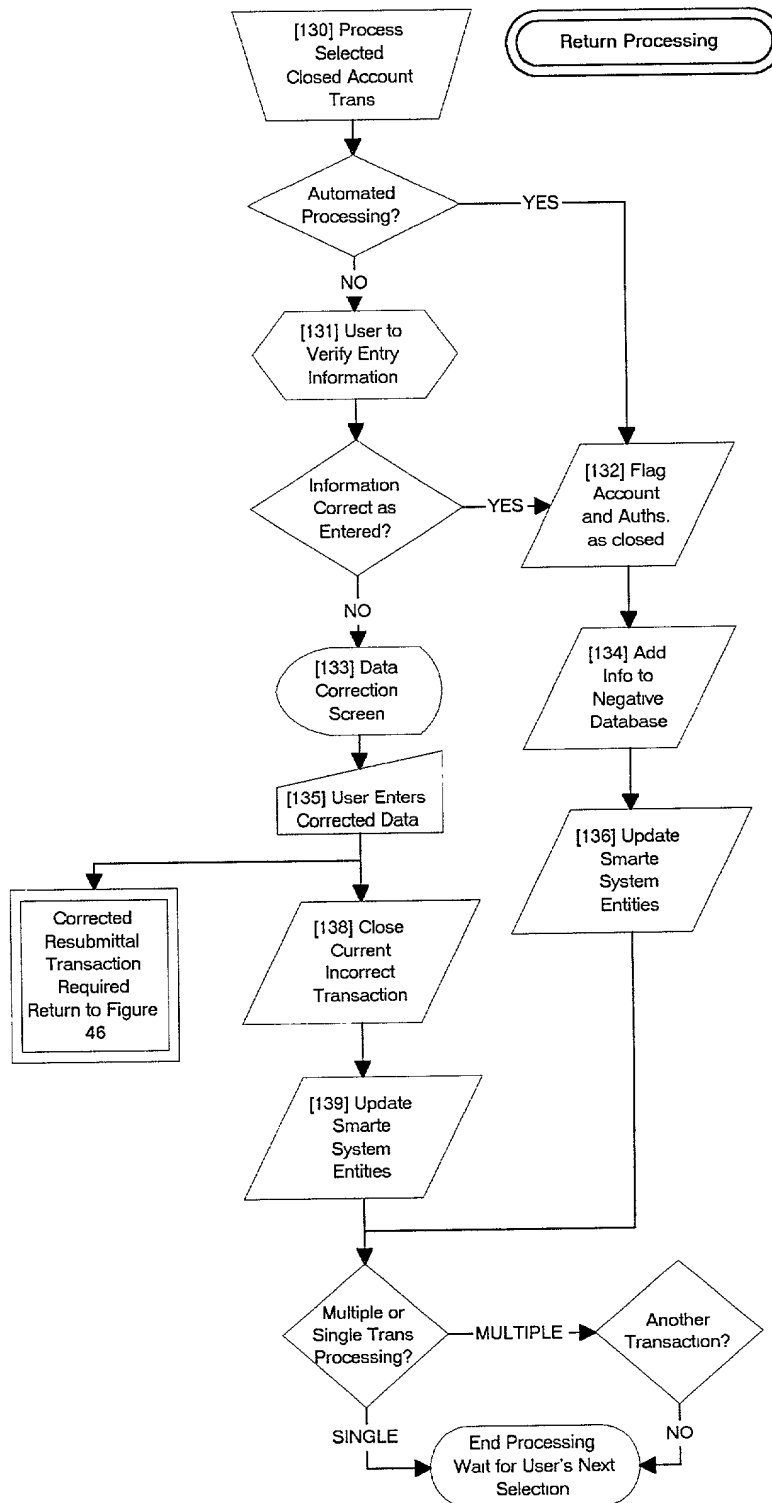 [130] Process
Selected
Closed Account
Trans
Return Processing
Automated
Processing?
YES
NO
[131] User to
Verify Entry
Information
Information
Correct as
Entered?
YES
[132] Flag
Account
and Auths.
as closed
NO
[133] Data
Correction
Screen
[134] Add
Info to
Negative
Database
[135] User Enters
Corrected Data
[136] Update
Smarte
System
Entities
Corrected
Resubmittal
Transaction
Required
Return to Figure
46
[138] Close
Current
Incorrect
Transaction
[139] Update
Smarte
System
Entities
Multiple or
Single Trans
Processing?
MULTIPLE
Another
Transaction?
SINGLE
NO
End Processing
Wait for User's Next
Selection